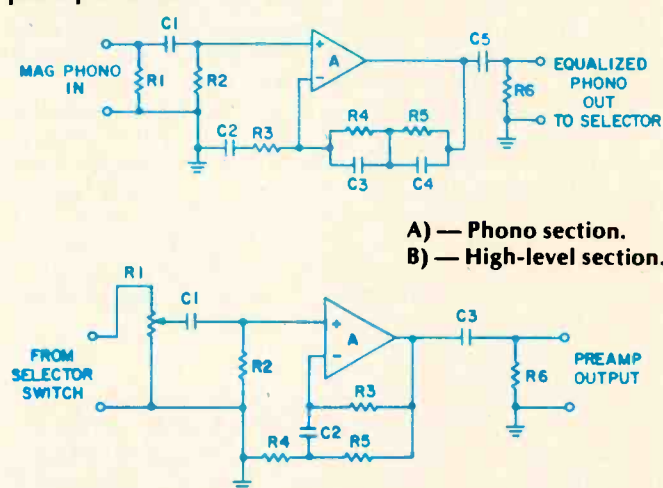 C1
C5
MAG PHONO
IN
R1
R2
+
A
−
R6
EQUALIZED
PHONO
OUT
TO SELECTOR
C2
R3
R4
R5
C3
C4
A) — Phono section.
B) — High-level section.
R1
C1
C3
FROM
SELECTOR
SWITCH
R2
+
A
−
R3
R6
PREAMP
OUTPUT
C2
R4
R5